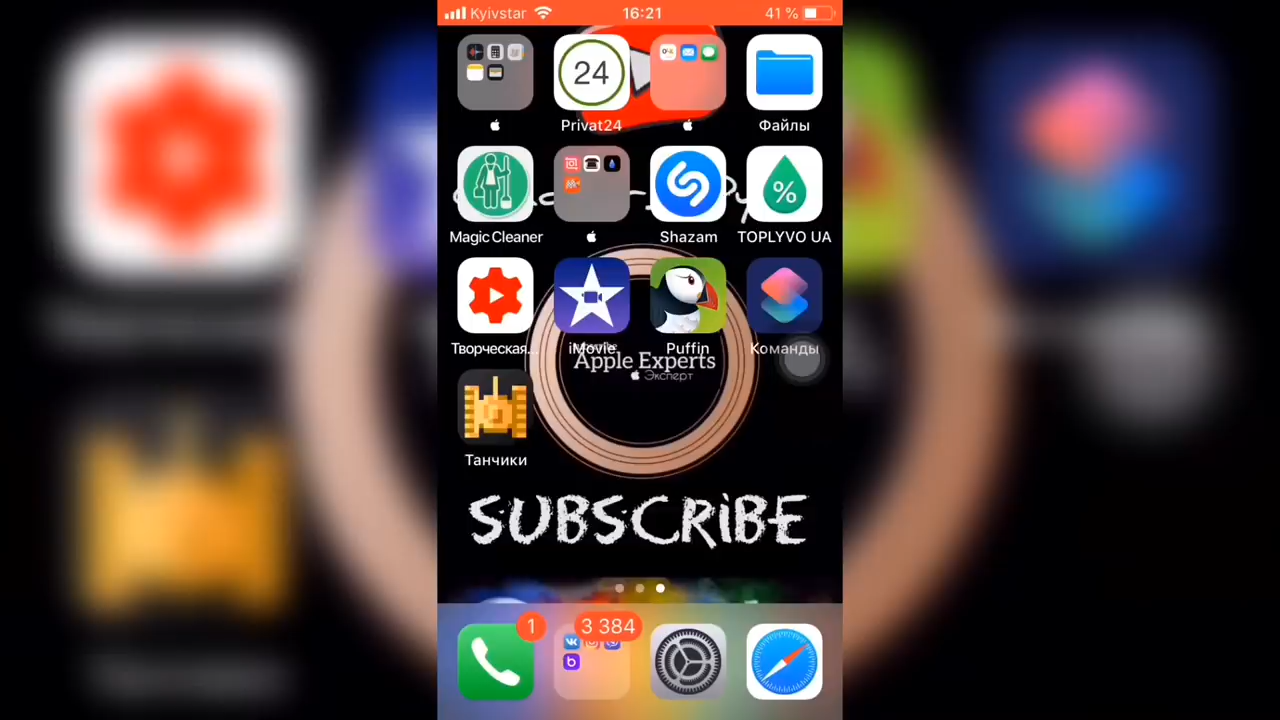 Kyivstar 16:21 41 %
24
Privat24 Файлы
%
Magic Cleaner Shazam TOPLYVO UA
Творческая... iMovie Puffin Команды
Apple Experts
Эксперт
Танчики
SUBSCRiBE
1 3 384